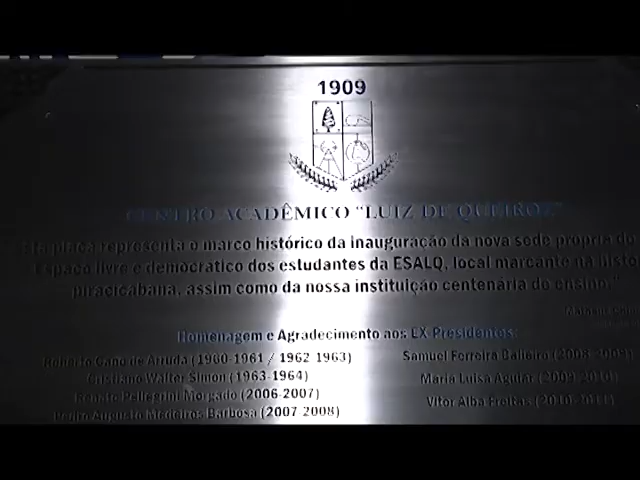 1909
CENTRO ACADÊMICO "LUIZ DE QUEIROZ"
placa representa o marco histórico da inauguração da nova sede própria do
Espaço livre e democrático dos estudantes da ESALQ, local marcante na
piracicabana, assim como da nossa instituição centenária de ensino."
Homenagem e Agradecimento aos EX-Presidentes:
Roberto Cano de Arruda (1960-1961 / 1962-1963)
Cristiano Walter Simon (1963-1964)
Renato Pellegrini Morgado (2006-2007)
Pedro Augusto Medeiros Barbosa (2007-2008)
Samuel Ferreira Balieiro (2008-2009)
Maria Luisa Aguiar (2009-2010)
Vitor Alba Freitas (2010-2011)